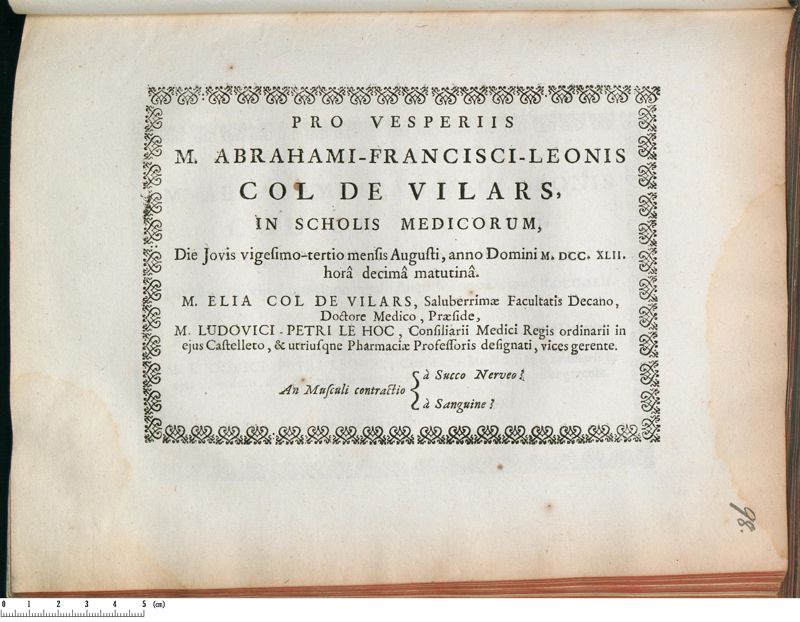 PRO VESPERIIS
M. ABRAHAMI-FRANCISCI-LEONIS
COL DE VILARS,
IN SCHOLIS MEDICORUM,
Die Jovis vigesimo-tertio mensis Augusti, anno Domini M. DCC. XLII.
horâ decimâ matutinâ.
M. ELIA COL DE VILARS, Saluberrimæ Facultatis Decano,
Doctore Medico, Præside,
M. LUDOVICI-PETRI LE HOC, Consiliarii Medici Regis ordinarii in
ejus Castelleto, & utriusqne Pharmaciæ Professoris designati, vices gerente.
An Musculi contractio { à Succo Nerveo?
à Sanguine?
98.
0 1 2 3 4 5 (cm)